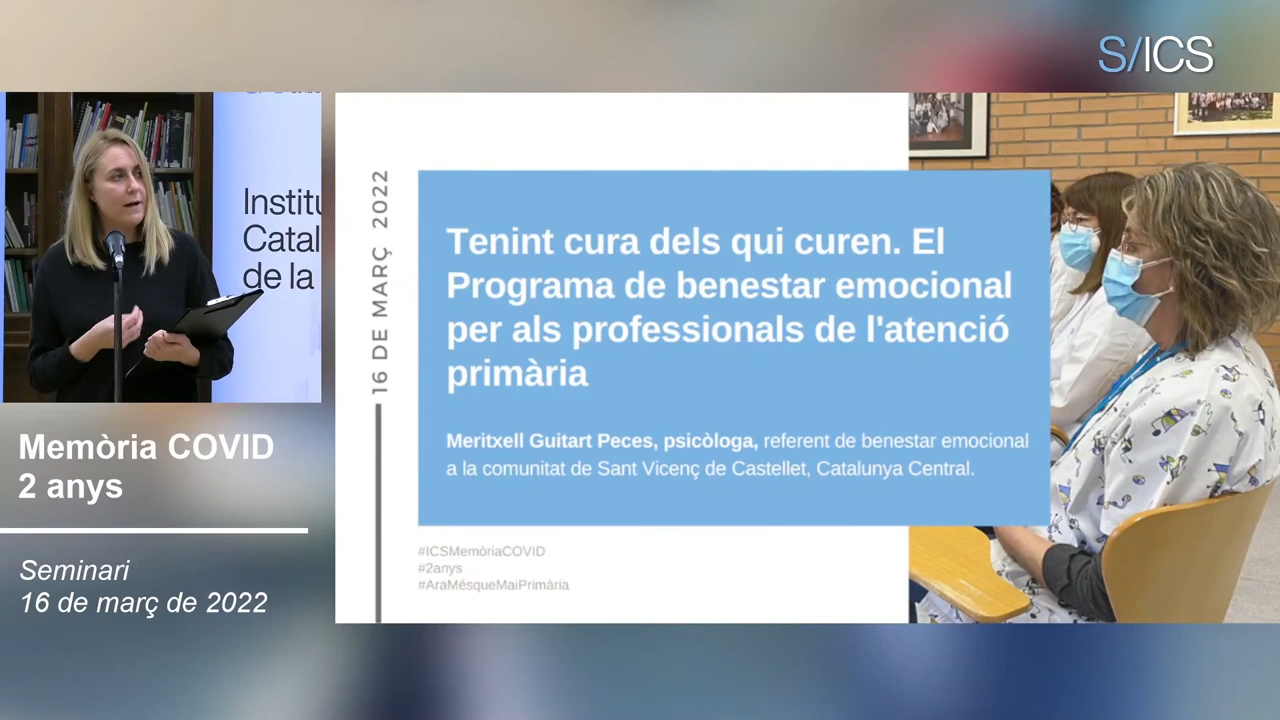 S/ICS
Institu
Catal
de la
Memòria COVID
2 anys
Seminari
16 de març de 2022
16 DE MARÇ 2022
Tenint cura dels qui curen. El
Programa de benestar emocional
per als professionals de l'atenció
primària
Meritxell Guitart Peces, psicòloga, referent de benestar emocional
a la comunitat de Sant Vicenç de Castellet, Catalunya Central.
#ICSMemòriaCOVID
#2anys
#AraMésqueMaiPrimària